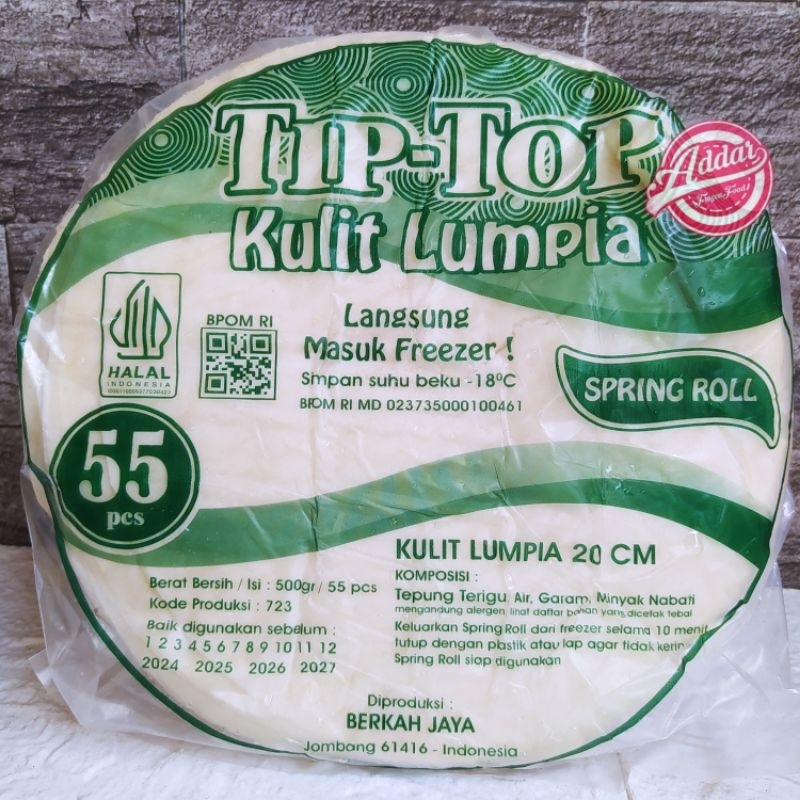 TIP-TOP
Kulit Lumpia
Addar
Frozen Food
HALAL
INDONESIA
BPOM RI
Langsung
Masuk Freezer !
Smpan suhu beku -18°C
BPOM RI MD 023735000100461
SPRING ROLL
55
pcs
KULIT LUMPIA 20 CM
KOMPOSISI :
Tepung Terigu, Air, Garam, Minyak Nabati
mengandung alergen, lihat daftar bahan yang dicetak tebal
Keluarkan Spring Roll dari freezer selama 10 menit
tutup dengan plastik atau lap agar tidak kering
Spring Roll siap digunakan
Berat Bersih / Isi : 500gr / 55 pcs
Kode Produksi : 723
Baik digunakan sebelum :
1 2 3 4 5 6 7 8 9 10 11 12
2024 2025 2026 2027
Diproduksi :
BERKAH JAYA
Jombang 61416 - Indonesia